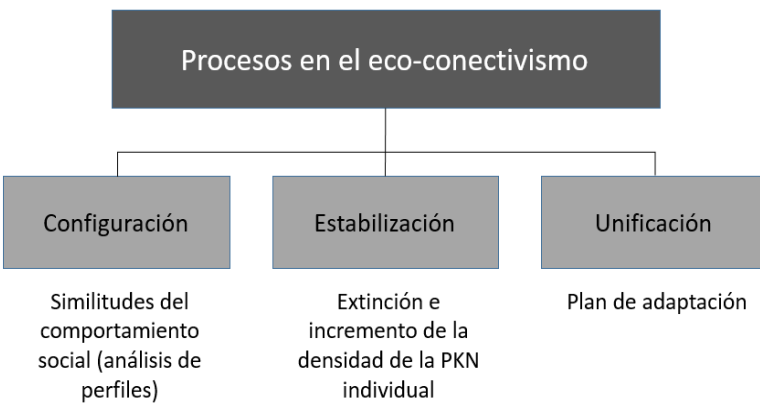 Procesos en el eco-conectivismo
Configuración
Estabilización
Unificación
Similitudes del
comportamiento
social (análisis de
perfiles)
Extinción e
incremento de la
densidad de la PKN
individual
Plan de adaptación